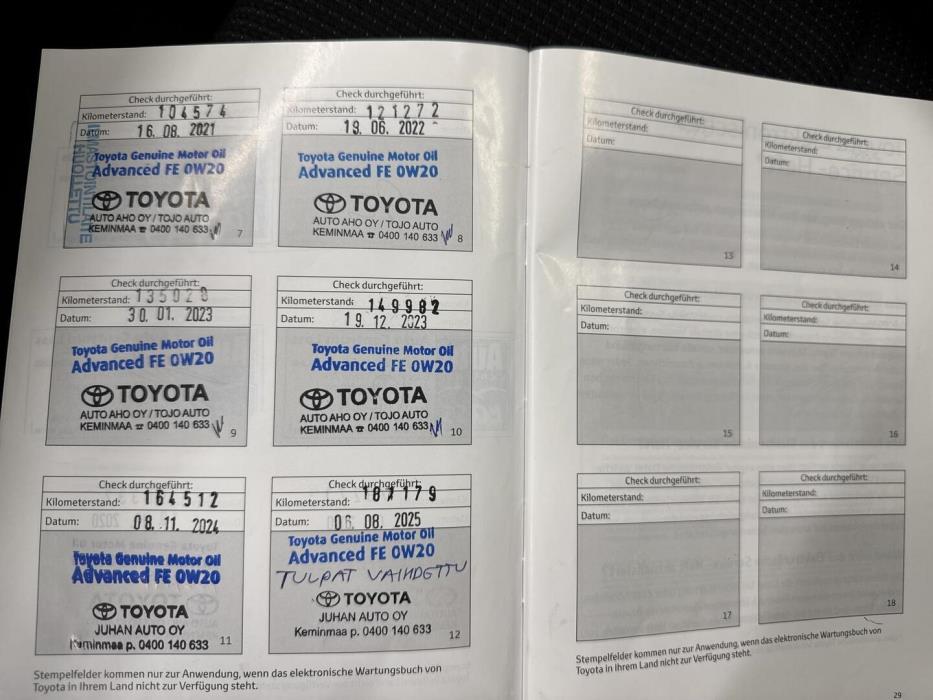 Check durchgeführt:
Kilometerstand: 104574
Datum: 16. 08. 2021
ILMASTOINTILAITE
HUOLLETTU
Toyota Genuine Motor Oil
Advanced FE 0W20
TOYOTA
AUTO AHO OY / TOJO AUTO
KEMINMAA ☎ 0400 140 633
7
Check durchgeführt:
Kilometerstand: 121272
Datum: 19. 06. 2022
Toyota Genuine Motor Oil
Advanced FE 0W20
TOYOTA
AUTO AHO OY / TOJO AUTO
KEMINMAA ☎ 0400 140 633
8
Check durchgeführt:
Kilometerstand: 135028
Datum: 30. 01. 2023
Toyota Genuine Motor Oil
Advanced FE 0W20
TOYOTA
AUTO AHO OY / TOJO AUTO
KEMINMAA ☎ 0400 140 633
9
Check durchgeführt:
Kilometerstand: 149982
Datum: 19. 12. 2023
Toyota Genuine Motor Oil
Advanced FE 0W20
TOYOTA
AUTO AHO OY / TOJO AUTO
KEMINMAA ☎ 0400 140 633
10
Check durchgeführt:
Kilometerstand: 164512
Datum: 08. 11. 2024
Toyota Genuine Motor Oil
Advanced FE 0W20
TOYOTA
JUHAN AUTO OY
Keminmaa p. 0400 140 633
11
Check durchgeführt:
Kilometerstand: 187179
Datum: 06. 08. 2025
Toyota Genuine Motor Oil
Advanced FE 0W20
TULPAT VAIHDETTU
TOYOTA
JUHAN AUTO OY
Keminmaa p. 0400 140 633
12
Stempelfelder kommen nur zur Anwendung, wenn das elektronische Wartungsbuch von
Toyota in Ihrem Land nicht zur Verfügung steht.
Check durchgeführt:
Kilometerstand:
Datum:
13
Check durchgeführt:
Kilometerstand:
Datum:
14
Check durchgeführt:
Kilometerstand:
Datum:
15
Check durchgeführt:
Kilometerstand:
Datum:
16
Check durchgeführt:
Kilometerstand:
Datum:
17
Check durchgeführt:
Kilometerstand:
Datum:
18
Stempelfelder kommen nur zur Anwendung, wenn das elektronische Wartungsbuch von
Toyota in Ihrem Land nicht zur Verfügung steht.
29